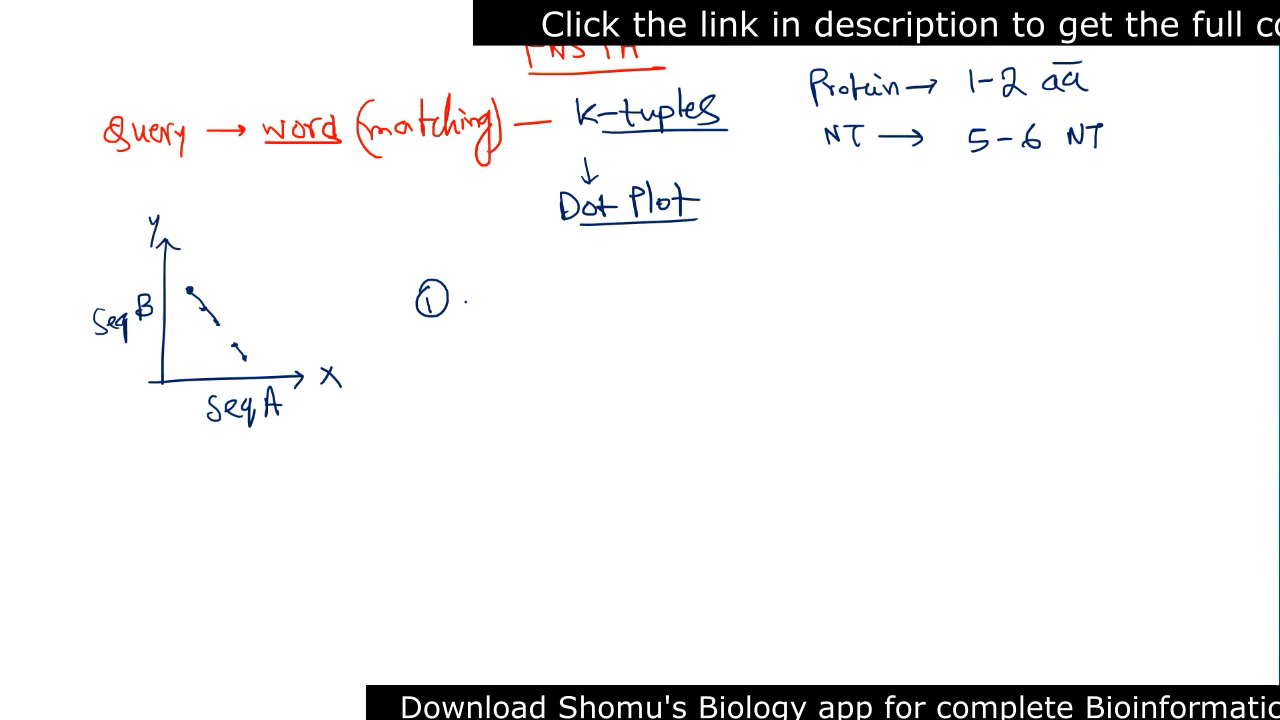 Click the link in description to get the full co
Protein → 1-2 aa
Query → word (matching) — K-tuples
NT → 5-6 NT
↓
Dot Plot
Y
Seq B
①
X
Seq A
Download Shomu's Biology app for complete Bioinformatic